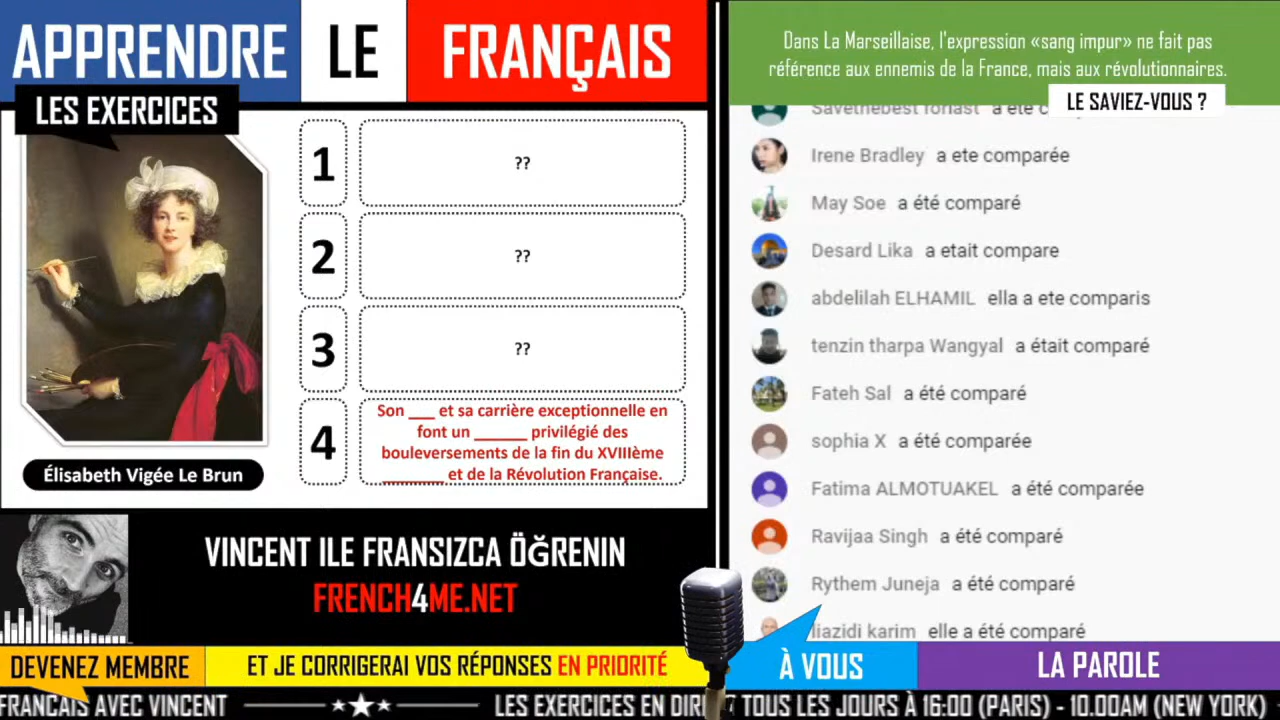 APPRENDRE LE FRANÇAIS
LES EXERCICES
1 ??
2 ??
3 ??
4
Son ___ et sa carrière exceptionnelle en
font un ______ privilégié des
bouleversements de la fin du XVIIIème
_______ et de la Révolution Française.
Élisabeth Vigée Le Brun
VINCENT ILE FRANSIZCA ÖĞRENIN
FRENCH4ME.NET
DEVENEZ MEMBRE
ET JE CORRIGERAI VOS RÉPONSES EN PRIORITÉ
Dans La Marseillaise, l'expression «sang impur» ne fait pas
référence aux ennemis de la France, mais aux révolutionnaires.
LE SAVIEZ-VOUS ?
Irene Bradley a ete comparée
May Soe a été comparé
Desard Lika a etait compare
abdelilah ELHAMIL ella a ete comparis
tenzin tharpa Wangyal a était comparé
Fateh Sal a été comparé
sophia X a été comparée
Fatima ALMOTUAKEL a été comparée
Ravijaa Singh a été comparé
Rythem Juneja a été comparé
liazidi karim elle a été comparée
À VOUS
LA PAROLE
FRANCAIS AVEC VINCENT
LES EXERCICES EN DIR TOUS LES JOURS À 16:00 (PARIS) - 10.00AM (NEW YORK)